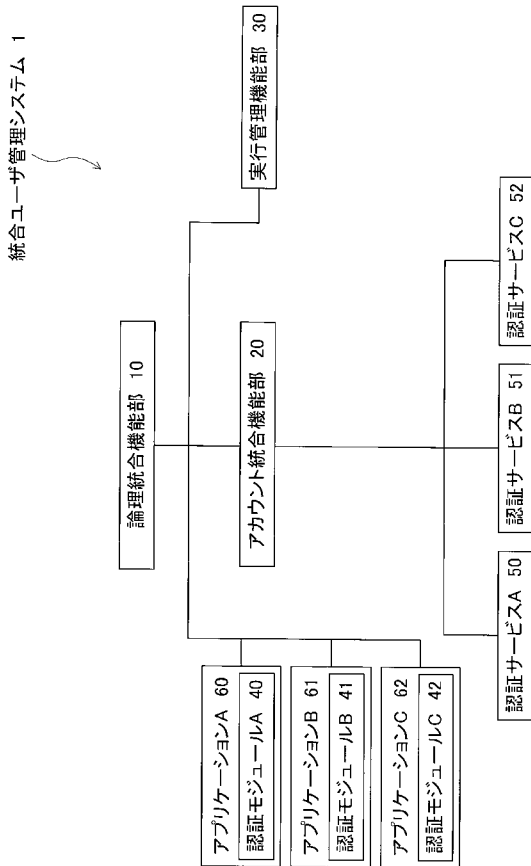 統合ユーザ管理システム 1
論理統合機能部 10
アカウント統合機能部 20
実行管理機能部 30
アプリケーションA 60
認証モジュールA 40
アプリケーションB 61
認証モジュールB 41
アプリケーションC 62
認証モジュールC 42
認証サービスA 50
認証サービスB 51
認証サービスC 52